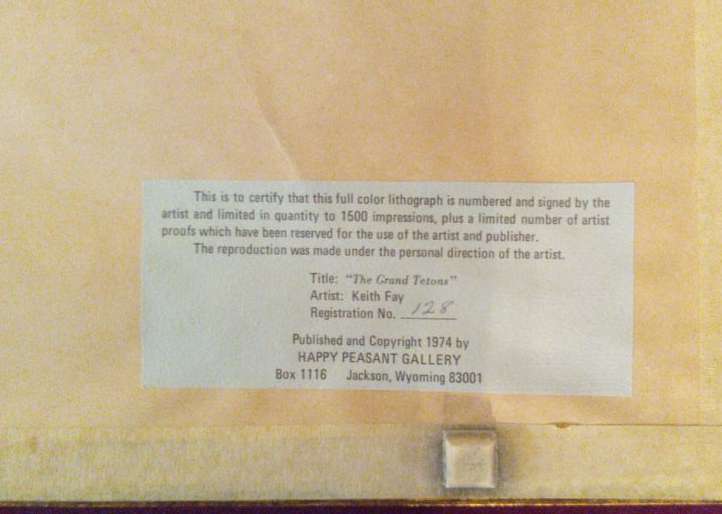 This is to certify that this full color lithograph is numbered and signed by the
artist and limited in quantity to 1500 impressions, plus a limited number of artist
proofs which have been reserved for the use of the artist and publisher.
The reproduction was made under the personal direction of the artist.
Title: "The Grand Tetons"
Artist: Keith Fay
Registration No. 128
Published and Copyright 1974 by
HAPPY PEASANT GALLERY
Box 1116 Jackson, Wyoming 83001